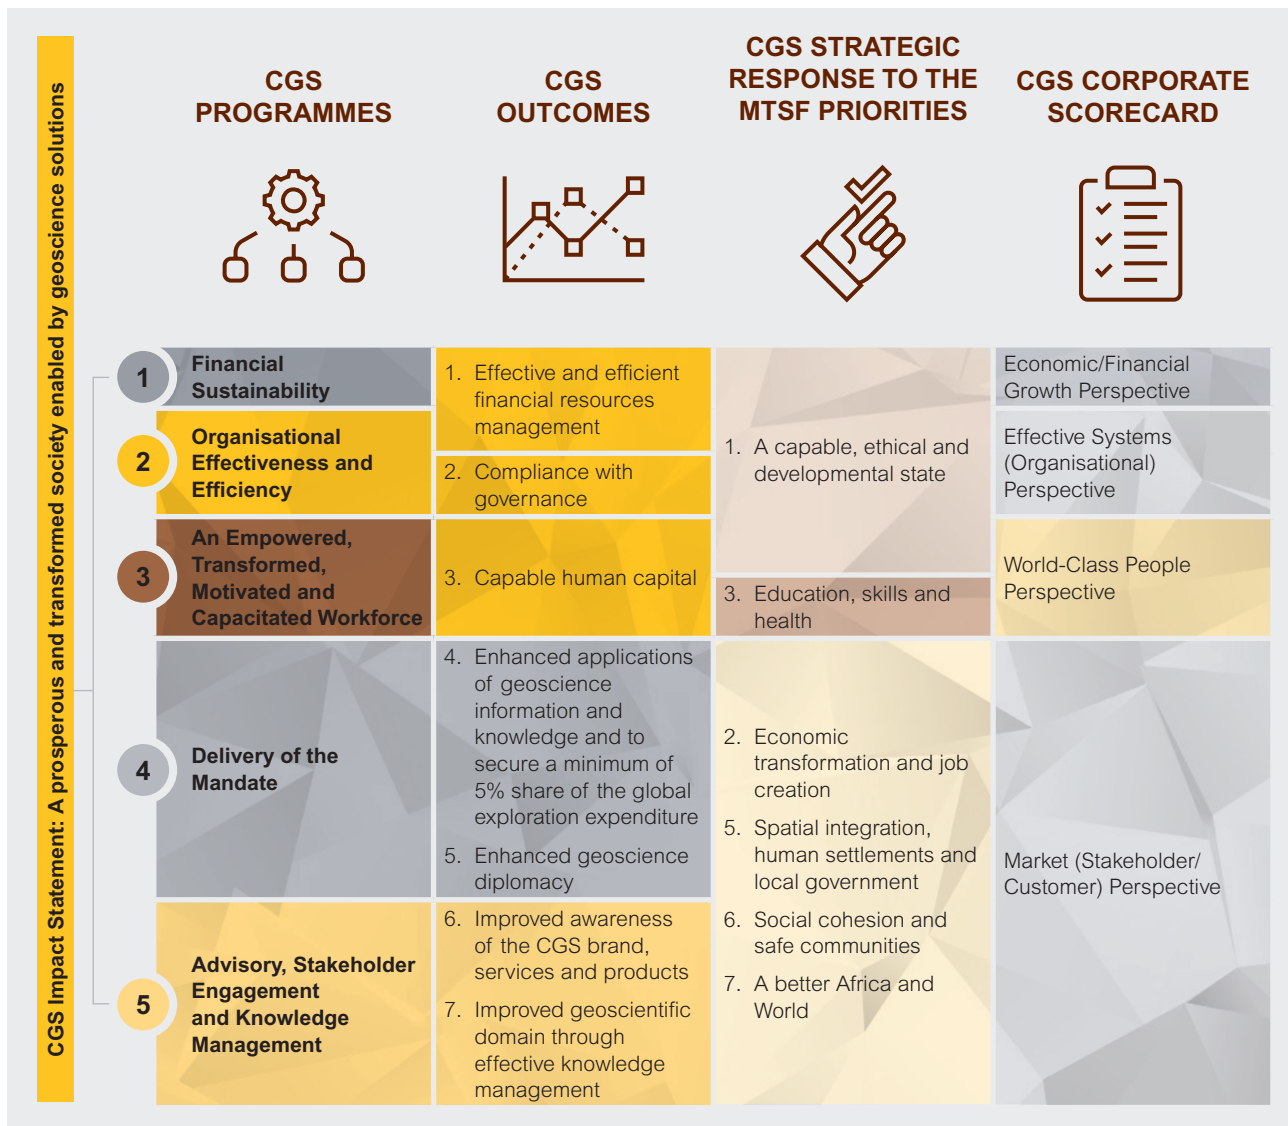 CGS Impact Statement: A prosperous and transformed society enabled by geoscience solutions
CGS
PROGRAMMES
CGS
OUTCOMES
CGS STRATEGIC
RESPONSE TO THE
MTSF PRIORITIES
CGS CORPORATE
SCORECARD
1
Financial
Sustainability
2
Organisational
Effectiveness and
Efficiency
3
An Empowered,
Transformed,
Motivated and
Capacitated Workforce
4
Delivery of the
Mandate
5
Advisory, Stakeholder
Engagement
and Knowledge
Management
1. Effective and efficient
financial resources
management
2. Compliance with
governance
3. Capable human capital
4. Enhanced applications
of geoscience
information and
knowledge and to
secure a minimum of
5% share of the global
exploration expenditure
5. Enhanced geoscience
diplomacy
6. Improved awareness
of the CGS brand,
services and products
7. Improved geoscientific
domain through
effective knowledge
management
1. A capable, ethical and
developmental state
3. Education, skills and
health
2. Economic
transformation and job
creation
5. Spatial integration,
human settlements and
local government
6. Social cohesion and
safe communities
7. A better Africa and
World
Economic/Financial
Growth Perspective
Effective Systems
(Organisational)
Perspective
World-Class People
Perspective
Market (Stakeholder/
Customer) Perspective